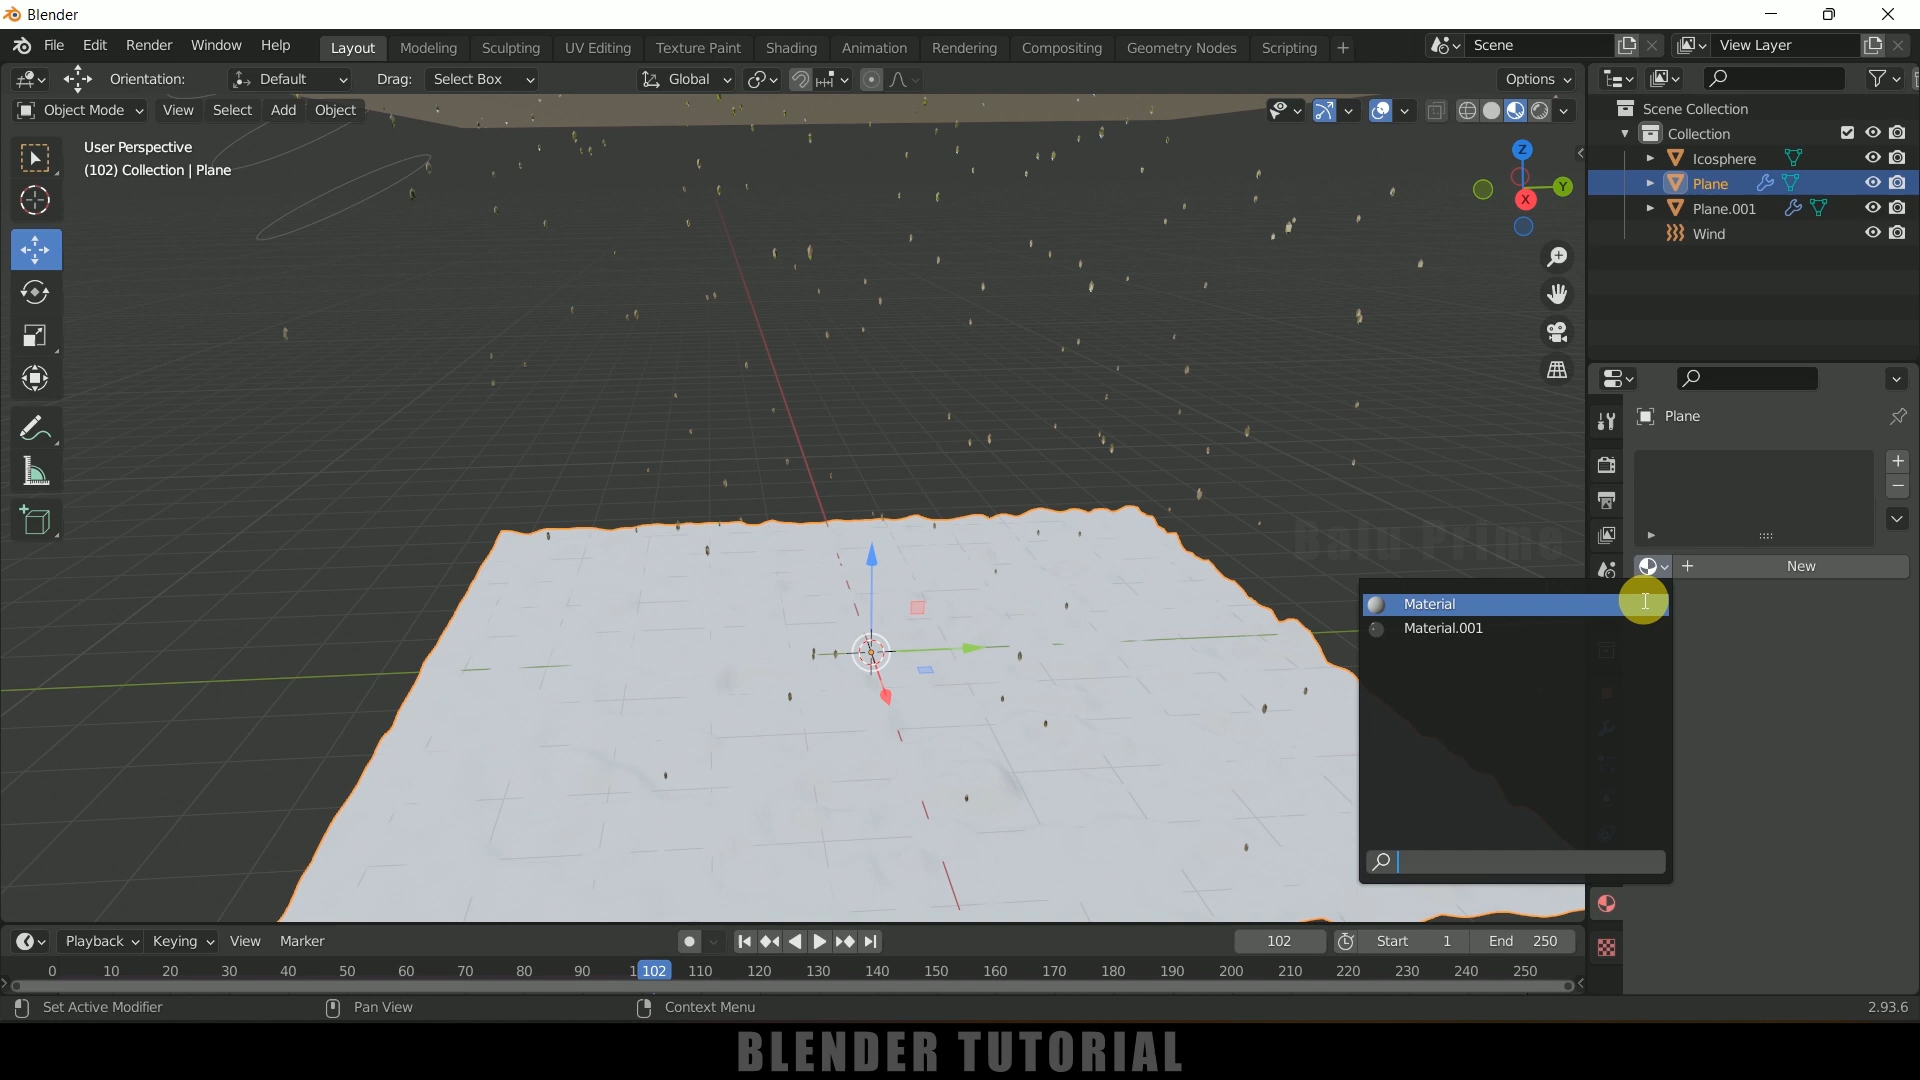 Blender
File Edit Render Window Help Layout Modeling Sculpting UV Editing Texture Paint Shading Animation Rendering Compositing Geometry Nodes Scripting + Scene View Layer
Orientation: Default Drag: Select Box Global Options
Object Mode View Select Add Object
User Perspective
(102) Collection | Plane
Z
Y
X
Scene Collection
Collection
Icosphere
Plane
Plane.001
Wind
Plane
New
Rain Prime
Material
Material.001
Playback Keying View Marker 102 Start 1 End 250
0 10 20 30 40 50 60 70 80 90 102 110 120 130 140 150 160 170 180 190 200 210 220 230 240 250
Set Active Modifier Pan View Context Menu 2.93.6
BLENDER TUTORIAL